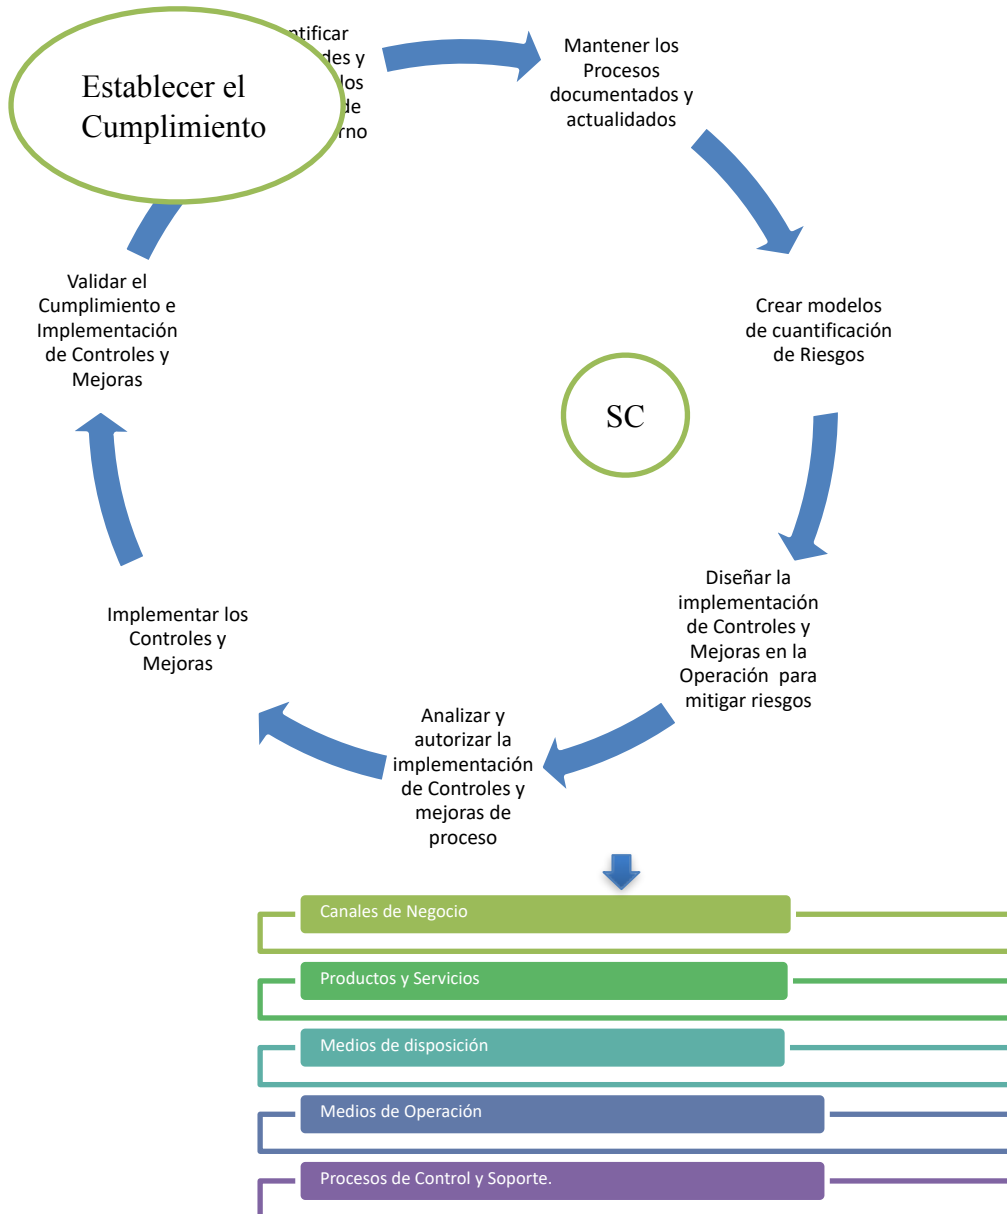 Establecer el
Cumplimiento
Mantener los
Procesos
documentados y
actualidados
Crear modelos
de cuantificación
de Riesgos
SC
Diseñar la
implementación
de Controles y
Mejoras en la
Operación para
mitigar riesgos
Analizar y
autorizar la
implementación
de Controles y
mejoras de
proceso
Implementar los
Controles y
Mejoras
Validar el
Cumplimiento e
Implementación
de Controles y
Mejoras
Canales de Negocio
Productos y Servicios
Medios de disposición
Medios de Operación
Procesos de Control y Soporte.